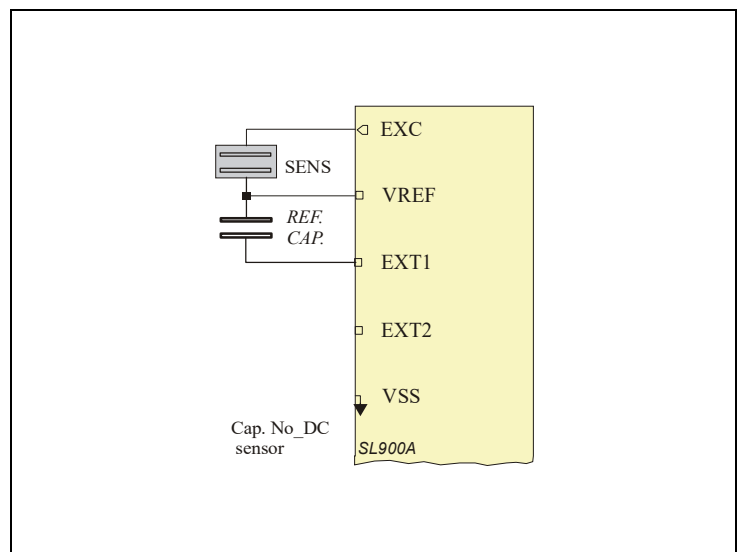 EXC
SENS
VREF
REF.
CAP.
EXT1
EXT2
VSS
Cap. No_DC
sensor
SL900A